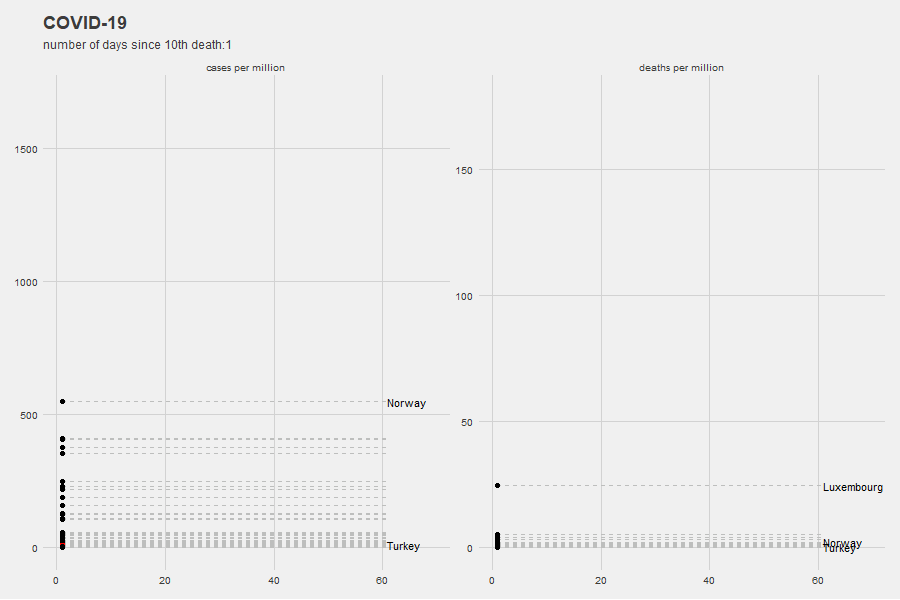 COVID-19
number of days since 10th death:1
cases per million
deaths per million
1500
1000
500
0
Norway
Turkey
0 20 40 60
150
100
50
0
Luxembourg
Norway
Turkey
0 20 40 60